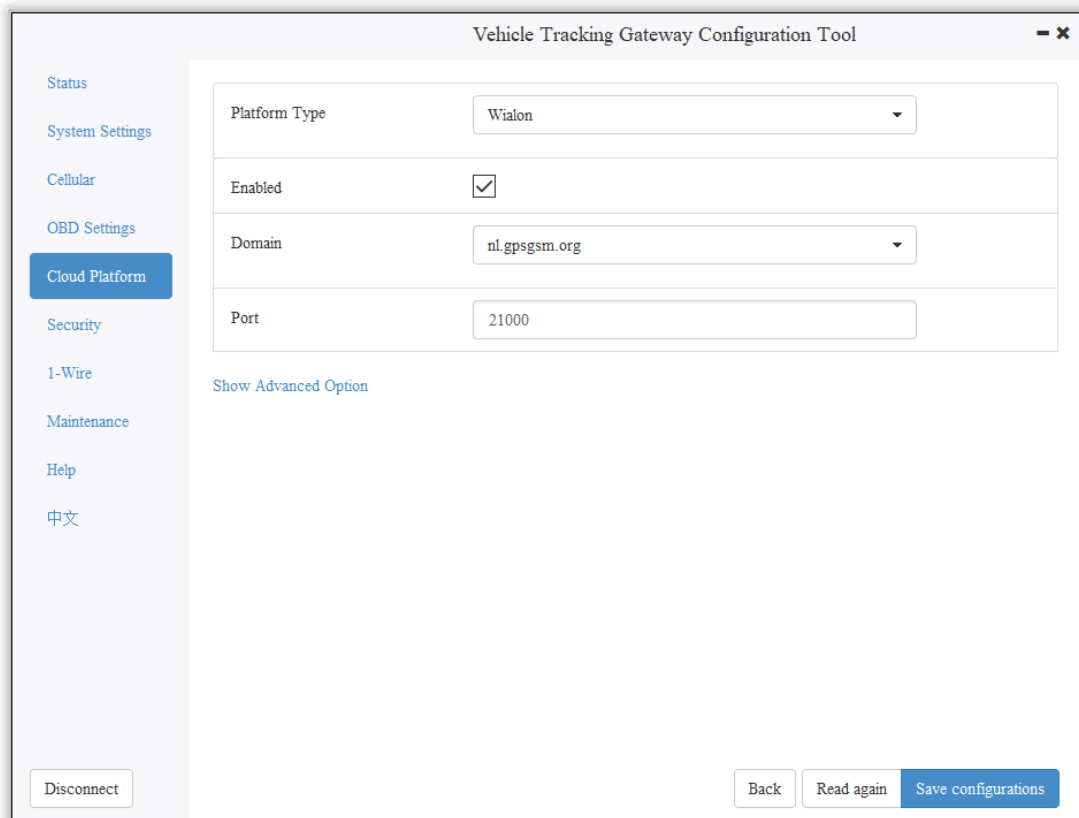 Vehicle Tracking Gateway Configuration Tool
Status
System Settings
Cellular
OBD Settings
Cloud Platform
Security
1-Wire
Maintenance
Help
中文
Disconnect
Platform Type
Wialon
Enabled
Domain
nl.gpsgsm.org
Port
21000
Show Advanced Option
Back
Read again
Save configurations